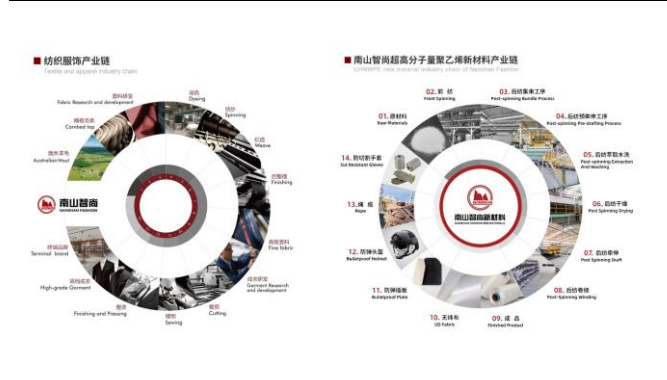 纺织服饰产业链
Textile and apparel industry chain
面料研发
Fabric Research and development
精梳毛条
Combed top
澳洲羊毛
Australian Wool
南山智尚
NANSHAN FASHION
终端品牌
Terminal brand
高档成衣
High-grade Garment
整烫
Finishing and Pressing
缝制
Sewing
裁剪
Cutting
成衣研发
Garment Research
and development
高级面料
Fine fabric
后整理
Finishing
织造
Weave
纺纱
Spinning
染色
Dyeing
南山智尚超高分子量聚乙烯新材料产业链
UHMWPE new material industry chain of Nanshan Fashion
01. 原材料
Raw Materials
02. 前 纺
Front Spinning
03. 后纺集束工序
Post-spinning Bundle Process
04. 后纺预牵伸工序
Post-spinning Pre-drafting Process
05. 后纺萃取水洗
Post-spinning Extraction
And Washing
06. 后纺干燥
Post Spinning Drying
07. 后纺牵伸
Post Spinning Draft
08. 后纺卷绕
Post-Spinning Winding
09. 成 品
Finished Product
10. 无纬布
UD Fabric
11. 防弹插板
Bulletproof Plate
12. 防弹头盔
Bulletproof Helmet
13. 绳 缆
Rope
14. 防切割手套
Cut Resistant Gloves
南山智尚新材料